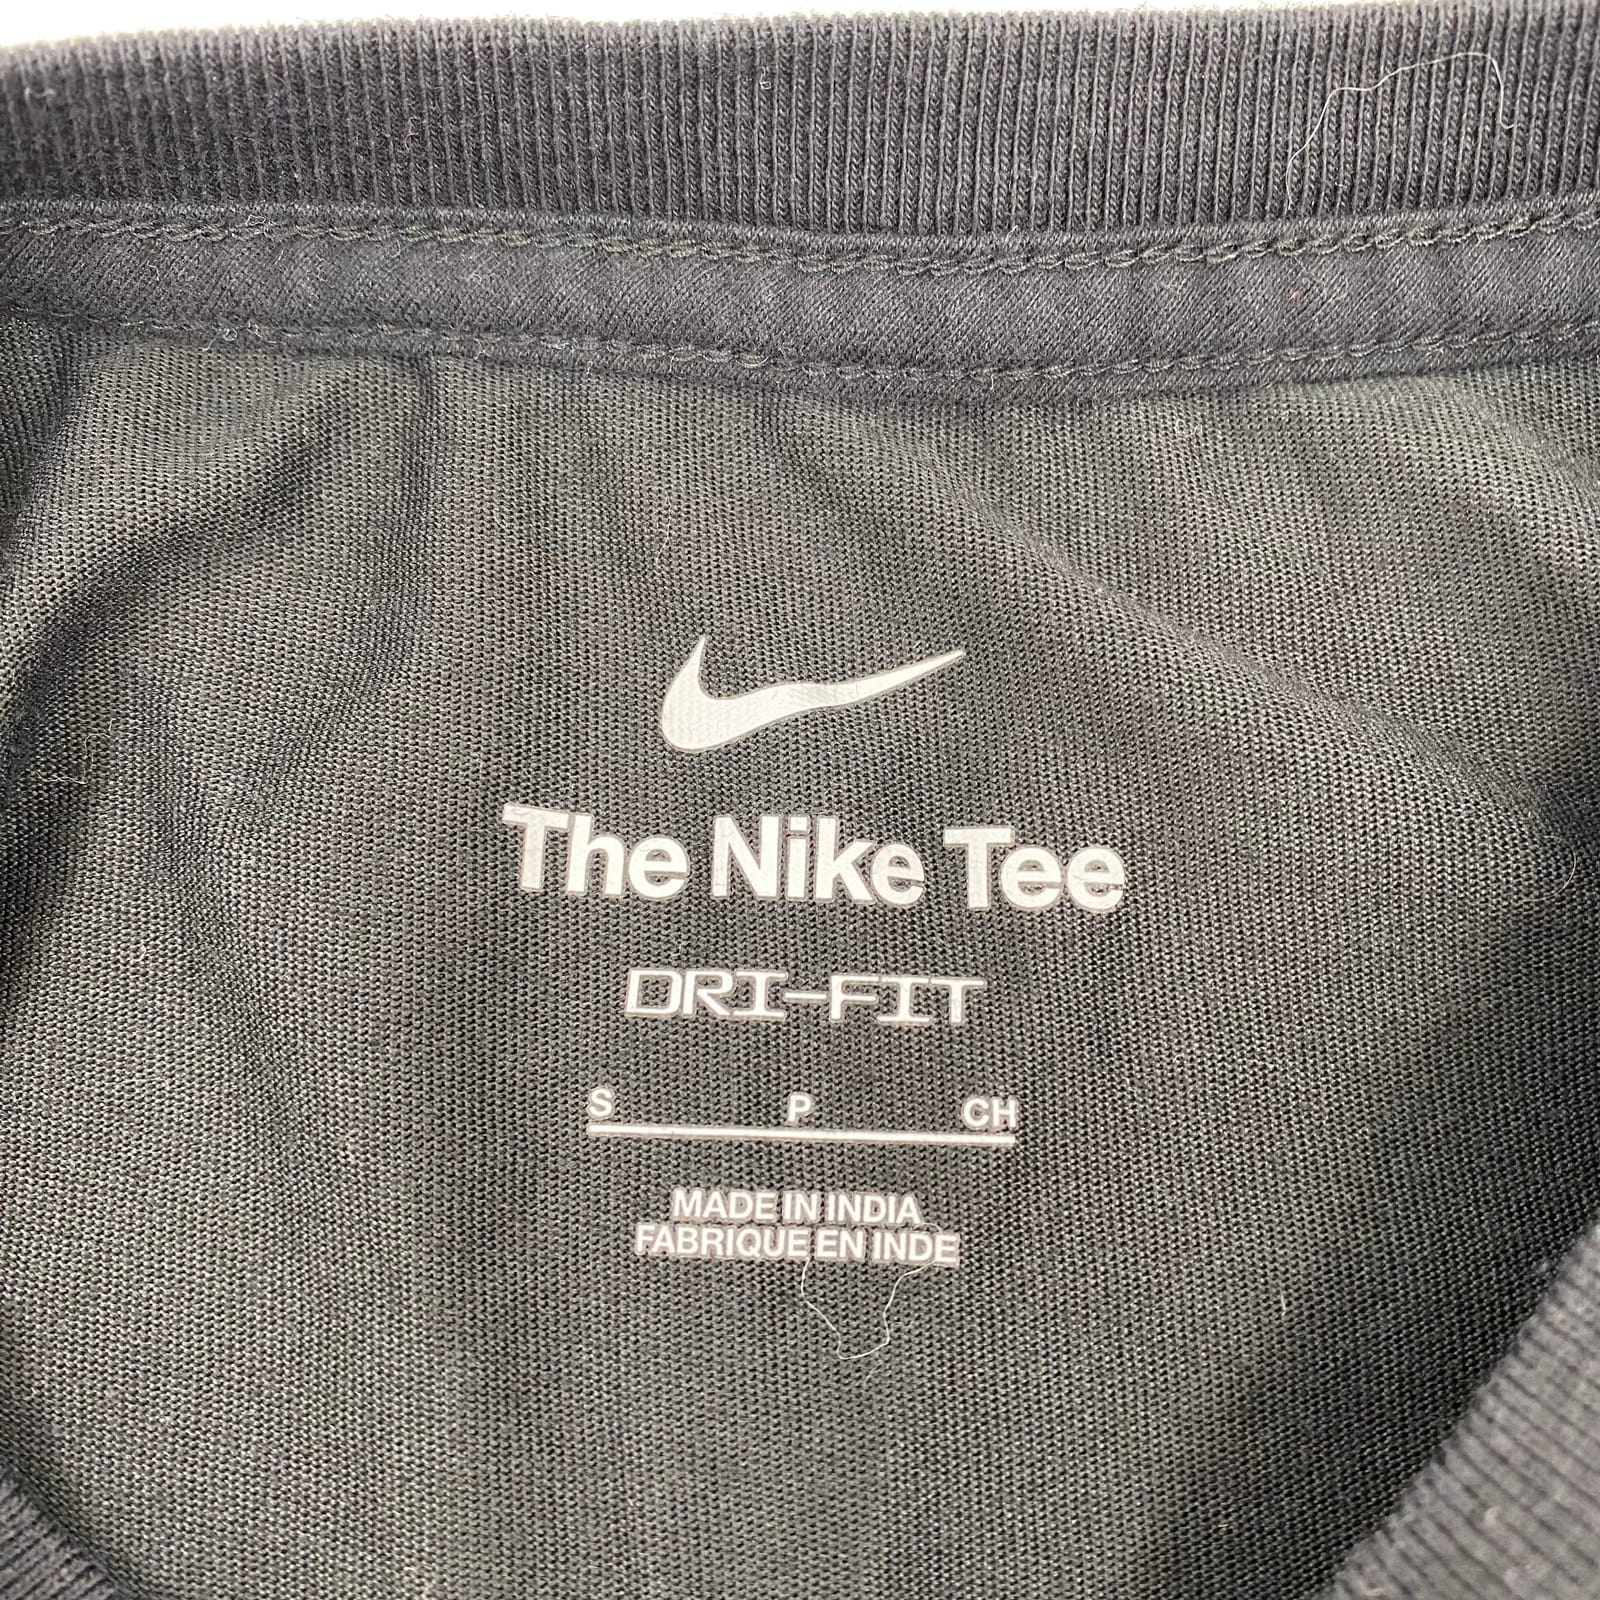 The Nike Tee
DRI-FIT
S P CH
MADE IN INDIA
FABRIQUE EN INDE